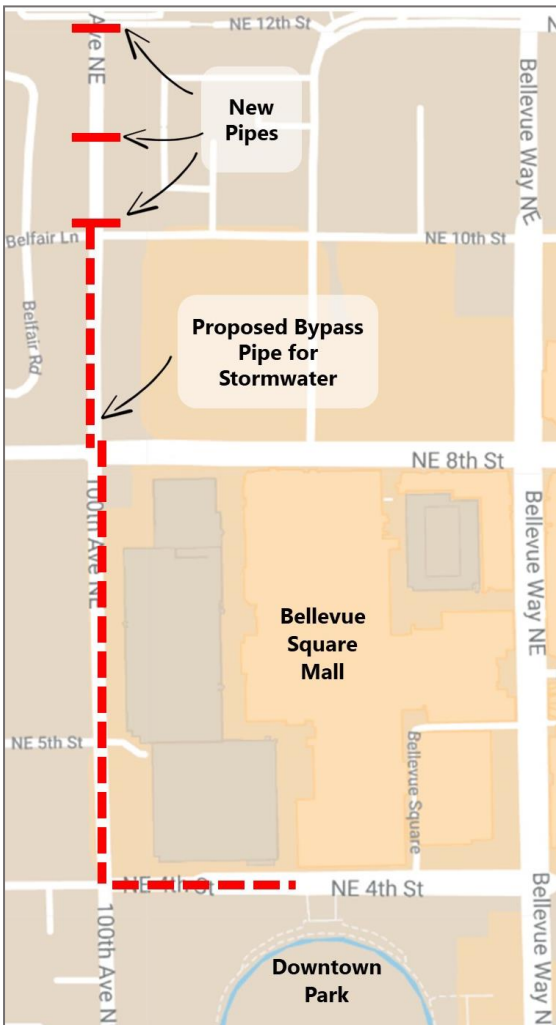 Ave NE
NE 12th St
N
New
Pipes
Bellevue Way NE
Belfair Ln
NE 10th St
Belfair Rd
Proposed Bypass
Pipe for
Stormwater
NE 8th St
100th Ave NE
Bellevue Way NE
Bellevue
Square
Mall
NE 5th St
Bellevue Square
NE 4th St
NE 4th St
100th Ave N
Bellevue Way N
Downtown
Park